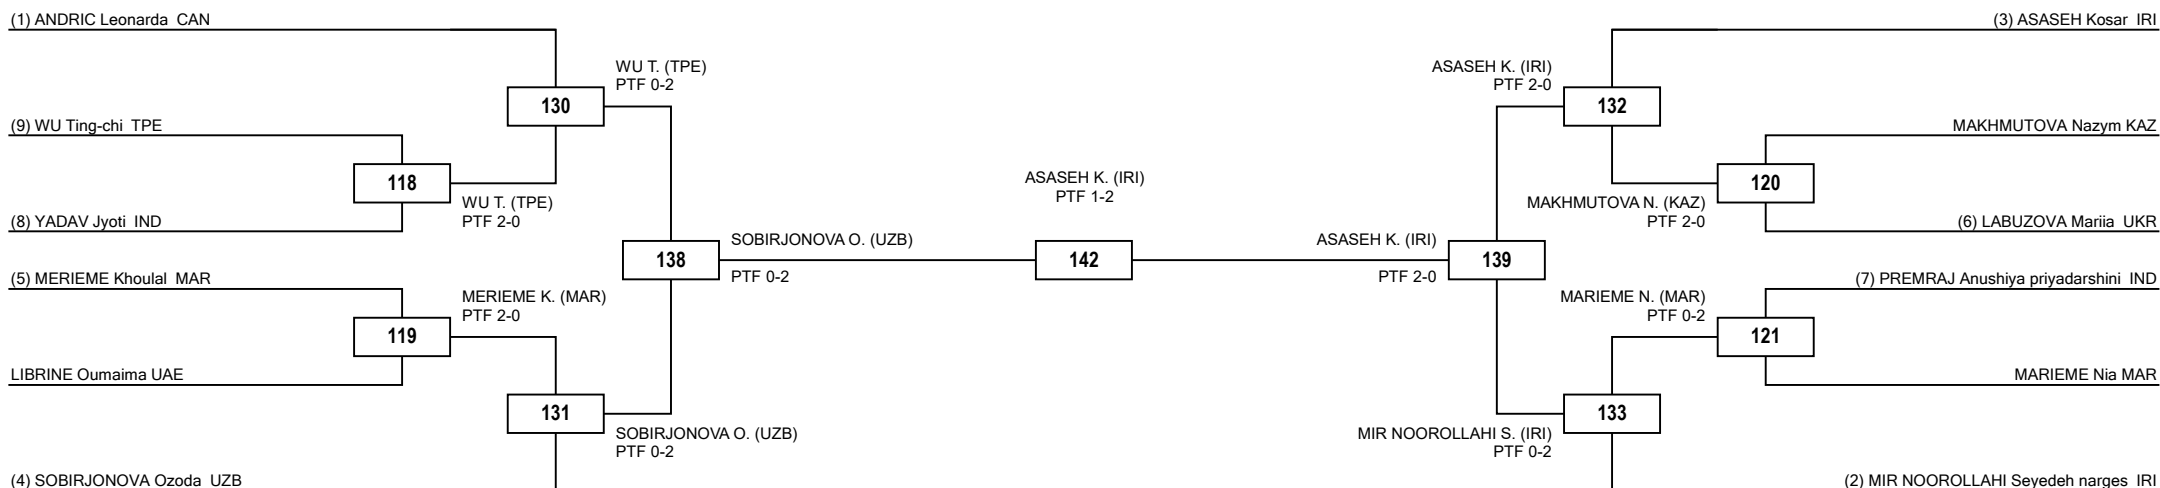 (1) ANDRIC Leonarda  CAN
(3) ASASEH Kosar  IRI
WU T. (TPE)
PTF 0-2
ASASEH K. (IRI)
PTF 2-0
130
132
(9) WU Ting-chi  TPE
MAKHMUTOVA Nazym KAZ
118
ASASEH K. (IRI)
PTF 1-2
120
WU T. (TPE)
PTF 2-0
MAKHMUTOVA N. (KAZ)
PTF 2-0
(8) YADAV Jyoti  IND
(6) LABUZOVA Mariia  UKR
138
SOBIRJONOVA O. (UZB)
PTF 0-2
142
ASASEH K. (IRI)
PTF 2-0
139
(5) MERIEME Khoulal  MAR
(7) PREMRAJ Anushiya priyadarshini  IND
MERIEME K. (MAR)
PTF 2-0
MARIEME N. (MAR)
PTF 0-2
119
121
LIBRINE Oumaima UAE
MARIEME Nia MAR
131
133
SOBIRJONOVA O. (UZB)
PTF 0-2
MIR NOOROLLAHI S. (IRI)
PTF 0-2
(4) SOBIRJONOVA Ozoda  UZB
(2) MIR NOOROLLAHI Seyedeh narges  IRI